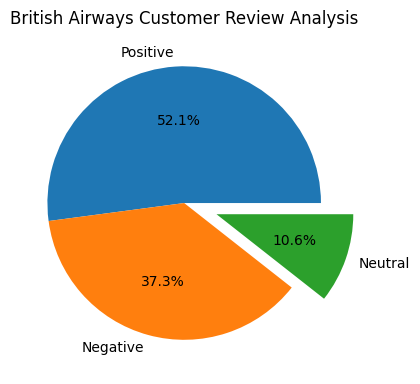 British Airways Customer Review Analysis
Positive
52.1%
10.6%
Neutral
37.3%
Negative